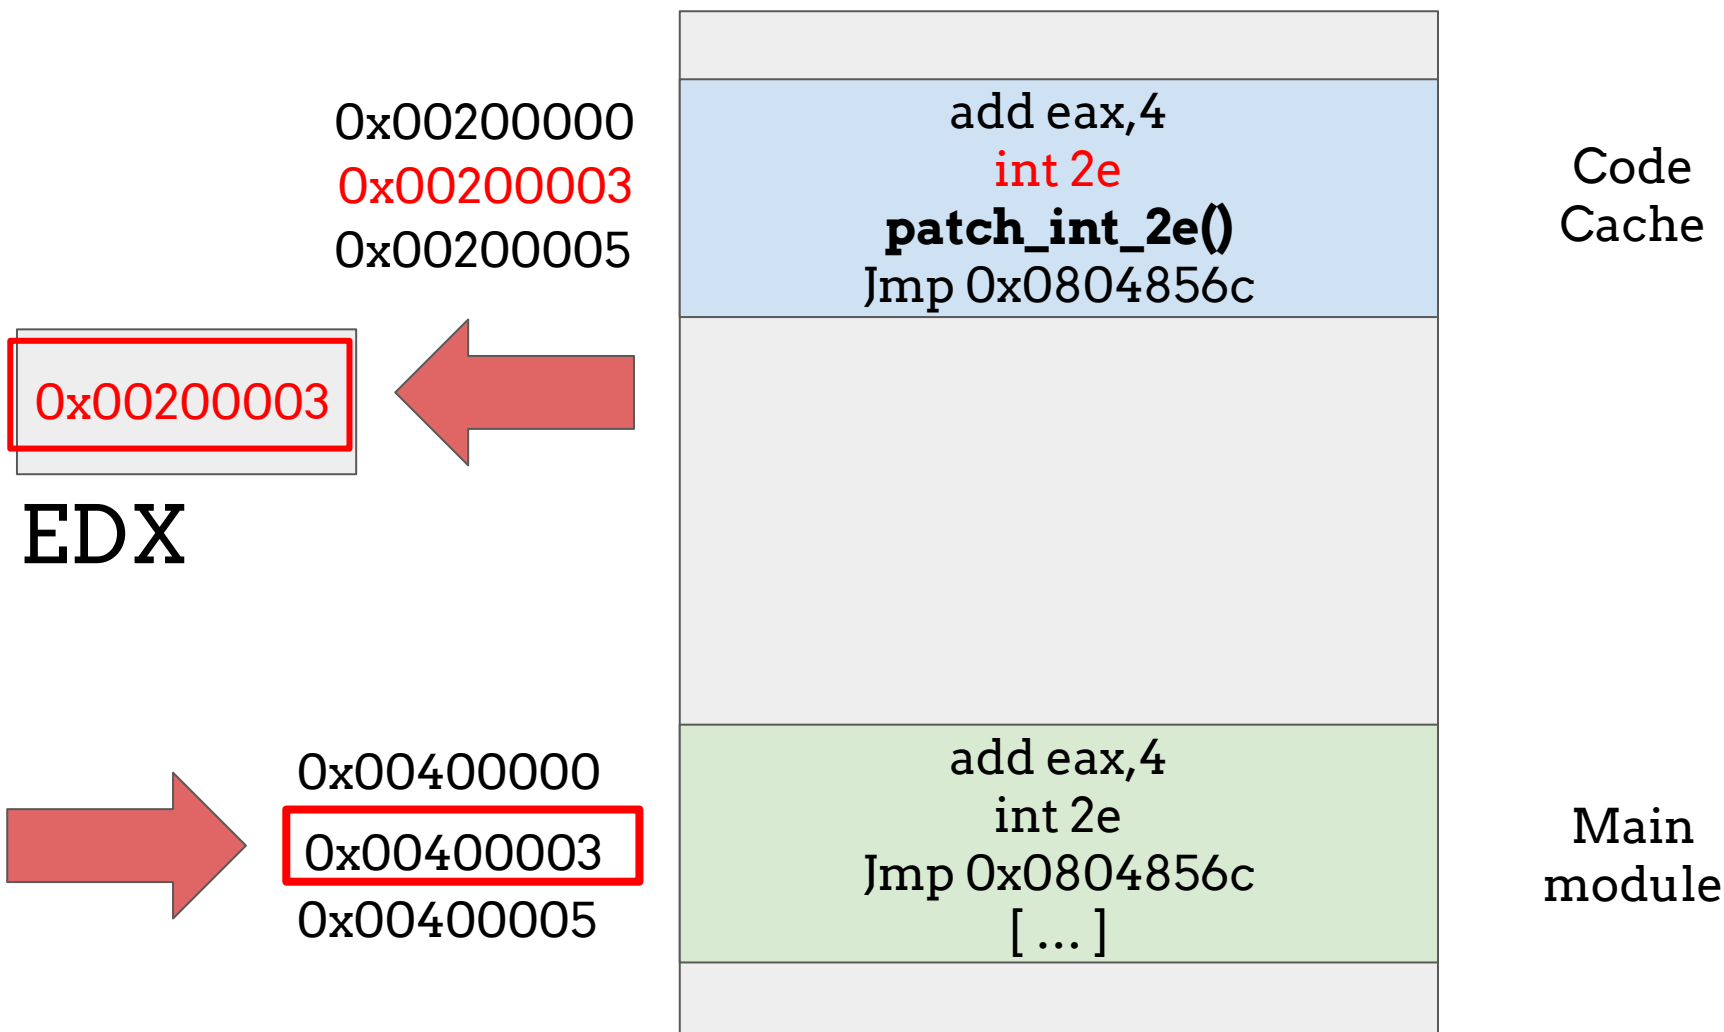 0x00200000
0x00200003
0x00200005
add eax,4
int 2e
patch_int_2e()
Jmp 0x0804856c
Code
Cache
0x00200003
EDX
0x00400000
0x00400003
0x00400005
add eax,4
int 2e
Jmp 0x0804856c
[ ... ]
Main
module